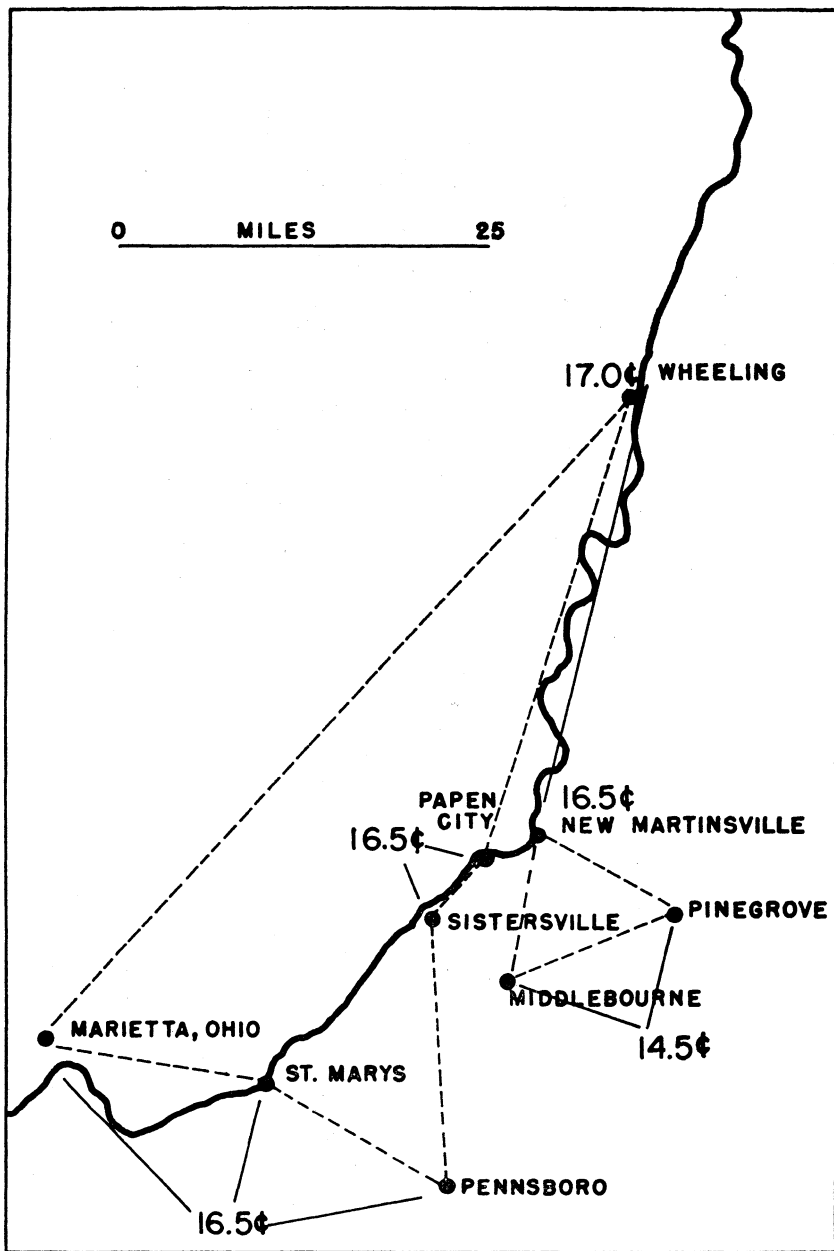 0 MILES 25
17.0¢ WHEELING
PAPEN
CITY
16.5¢
NEW MARTINSVILLE
16.5¢
PINEGROVE
SISTERSVILLE
MIDDLEBOURNE
14.5¢
MARIETTA, OHIO
ST. MARYS
PENNSBORO
16.5¢